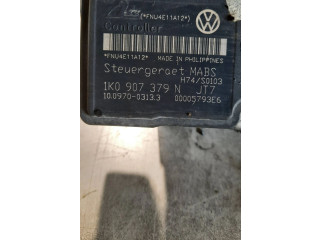 (*FNU4E11A12*)
Controller
*FNU4E11A12*
MADE IN PHILIPPINES
Steuergeraet MABS
H74/S0103
1K0 907 379 N JT7
10.0970-0313.3 00005793E6